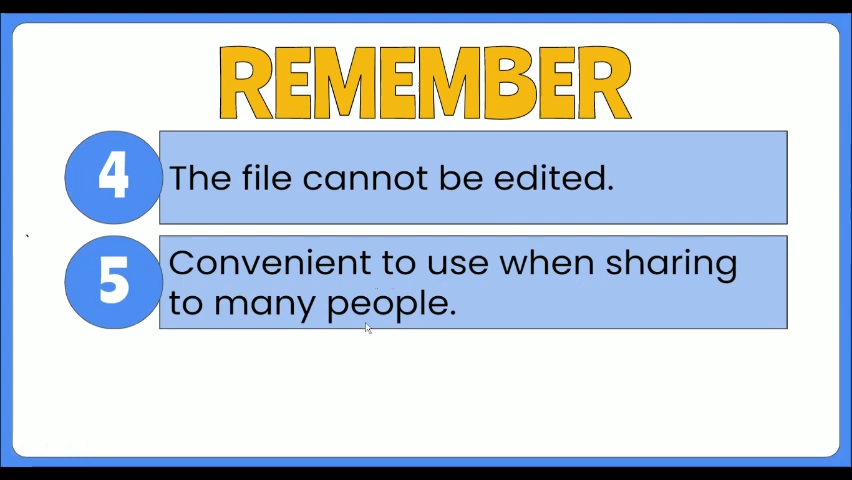 REMEMBER
4
The file cannot be edited.
5
Convenient to use when sharing
to many people.